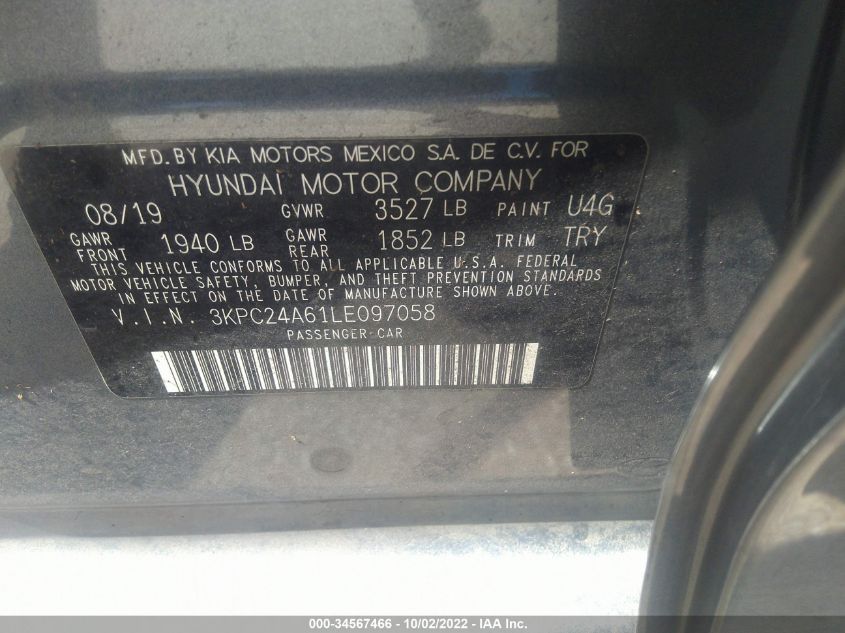 MFD. BY KIA MOTORS MEXICO S.A. DE C.V. FOR
HYUNDAI MOTOR COMPANY
08/19 GVWR 3527 LB PAINT U4G
GAWR FRONT 1940 LB GAWR REAR 1852 LB TRIM TRY
THIS VEHICLE CONFORMS TO ALL APPLICABLE U.S.A. FEDERAL
MOTOR VEHICLE SAFETY, BUMPER, AND THEFT PREVENTION STANDARDS
IN EFFECT ON THE DATE OF MANUFACTURE SHOWN ABOVE.
V.I.N. 3KPC24A61LE097058
PASSENGER-CAR
000-34567466 - 10/02/2022 - IAA Inc.